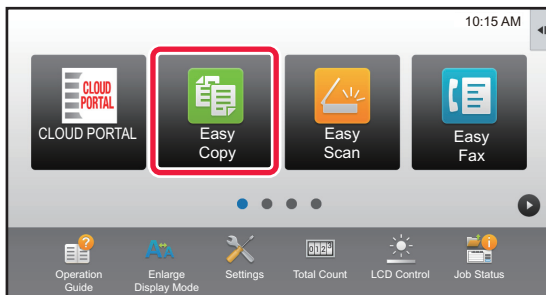 10:15 AM
CLOUD
PORTAL
CLOUD PORTAL
Easy
Copy
Easy
Scan
Easy
Fax
Operation
Guide
Enlarge
Display Mode
Settings
Total Count
LCD Control
Job Status